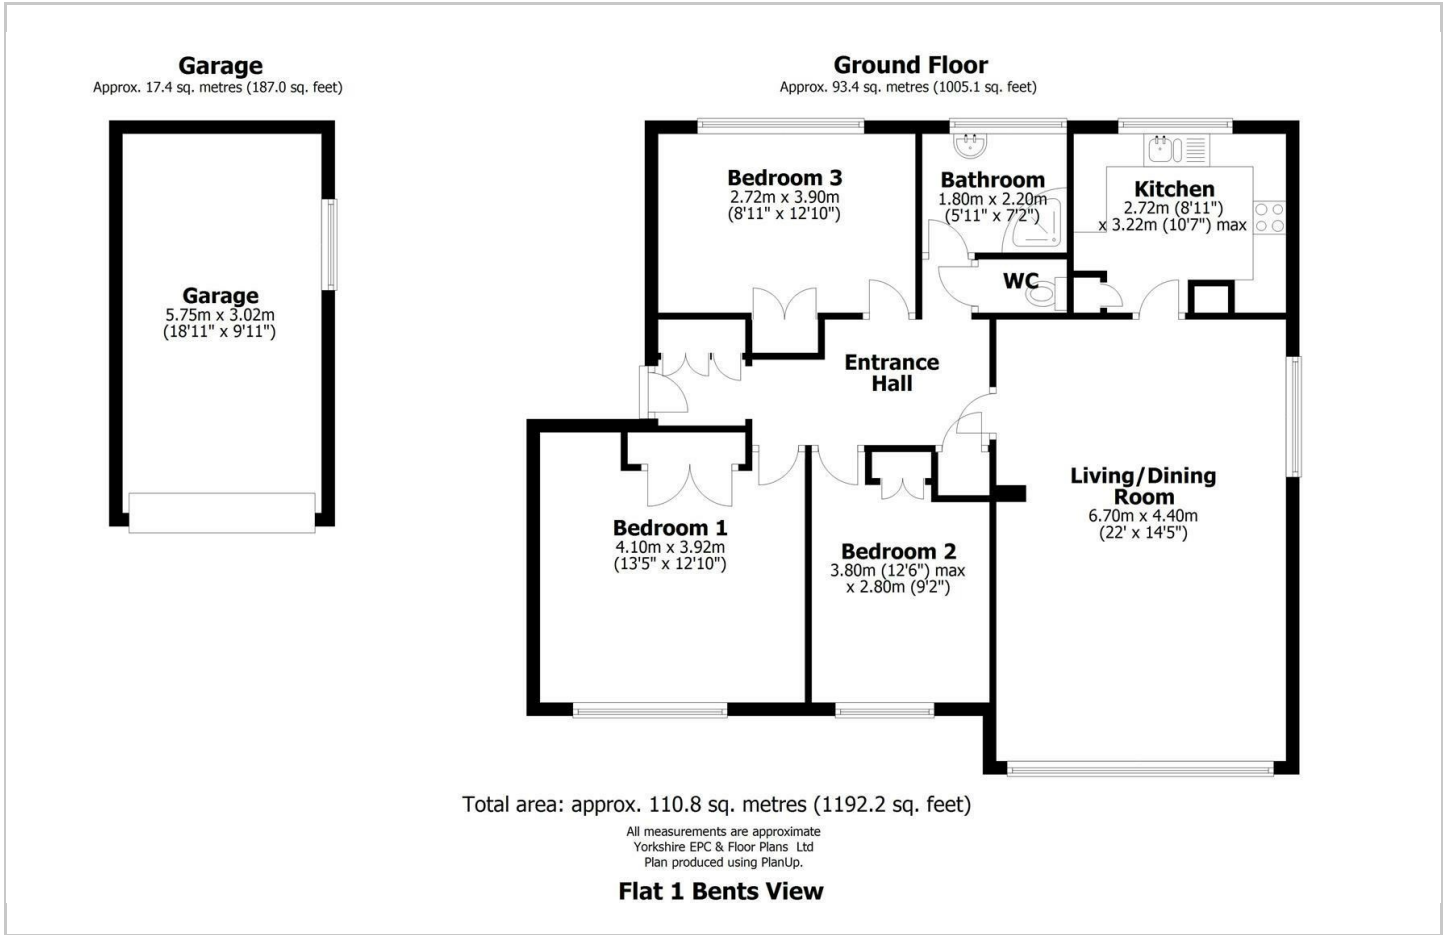 Garage
Approx. 17.4 sq. metres (187.0 sq. feet)
Garage
5.75m x 3.02m
(18'11" x 9'11")
Ground Floor
Approx. 93.4 sq. metres (1005.1 sq. feet)
Bedroom 3
2.72m x 3.90m
(8'11" x 12'10")
Bathroom
1.80m x 2.20m
(5'11" x 7'2")
Kitchen
2.72m (8'11")
x 3.22m (10'7") max
WC
Entrance
Hall
Living/Dining
Room
6.70m x 4.40m
(22' x 14'5")
Bedroom 1
4.10m x 3.92m
(13'5" x 12'10")
Bedroom 2
3.80m (12'6") max
x 2.80m (9'2")
Total area: approx. 110.8 sq. metres (1192.2 sq. feet)
All measurements are approximate
Yorkshire EPC & Floor Plans Ltd
Plan produced using PlanUp.
Flat 1 Bents View